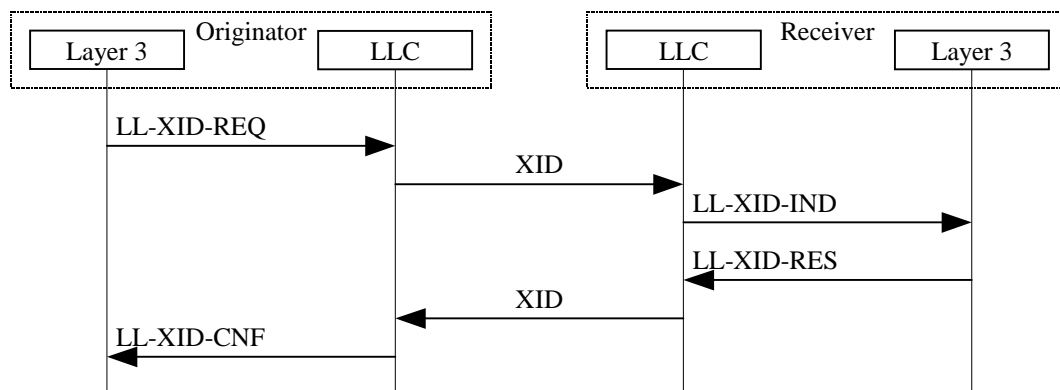 Originator
Receiver
Layer 3
LLC
LLC
Layer 3
LL-XID-REQ
XID
LL-XID-IND
LL-XID-RES
XID
LL-XID-CNF